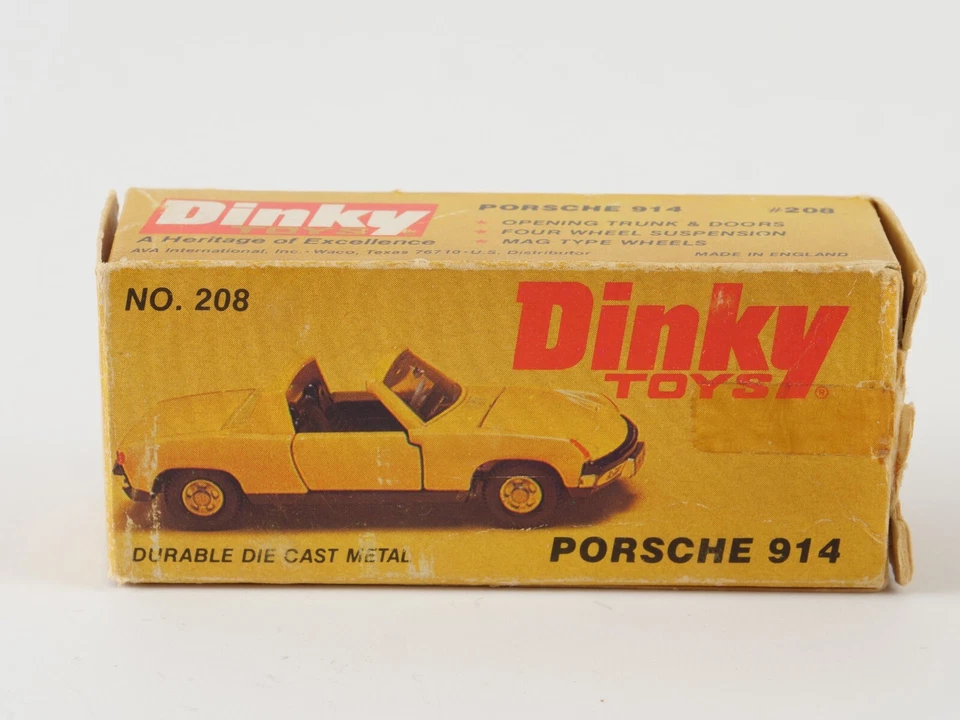 Dinky
TOYS
A Heritage of Excellence
AVA International, Inc. - Waco, Texas 76710 - U.S. Distributor
PORSCHE 914 #208
★ OPENING TRUNK & DOORS
★ FOUR WHEEL SUSPENSION
★ MAG TYPE WHEELS
MADE IN ENGLAND
NO. 208
Dinky
TOYS®
DURABLE DIE CAST METAL
PORSCHE 914